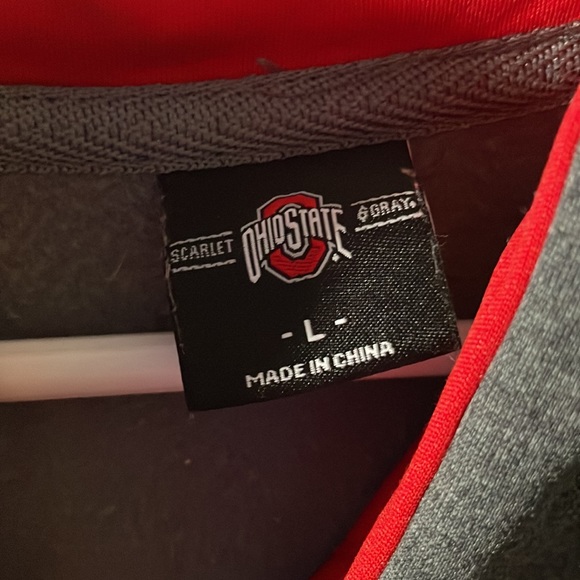 SCARLET OHIO STATE & GRAY.
- L -
MADE IN CHINA